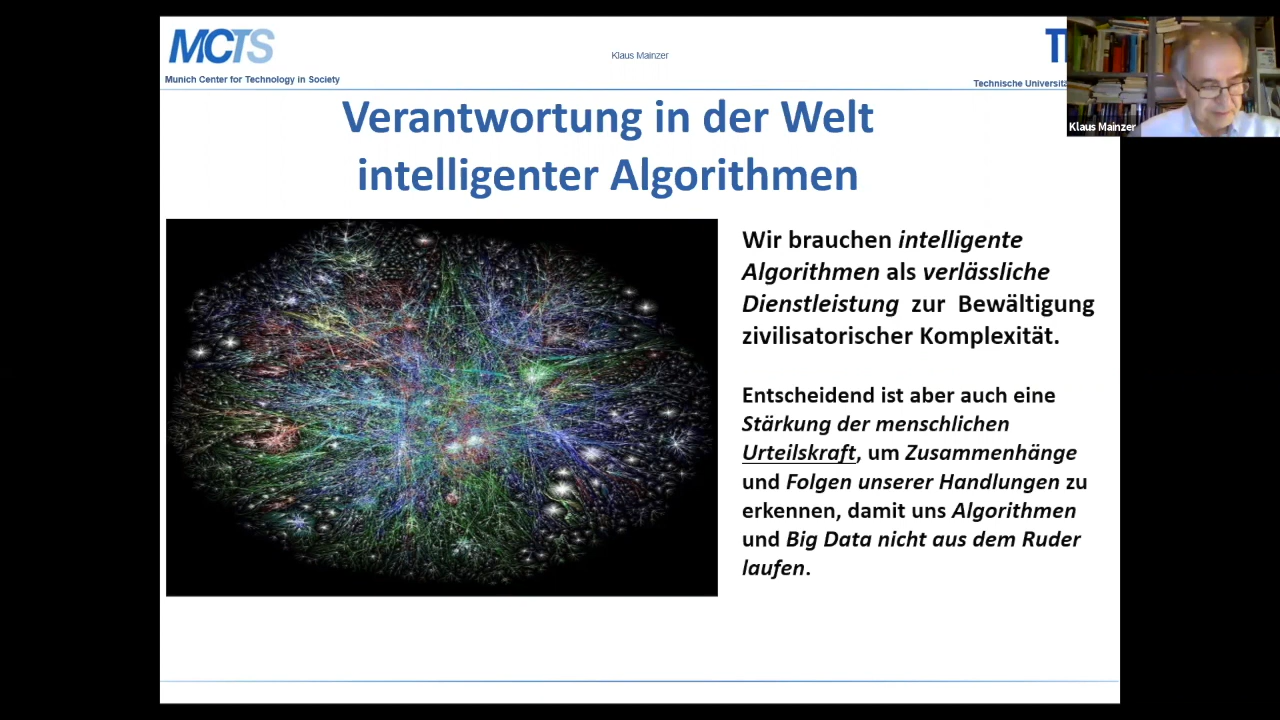 MCTS
Munich Center for Technology in Society
Klaus Mainzer
Technische
Klaus Mainzer
Verantwortung in der Welt
intelligenter Algorithmen
Wir brauchen intelligente
Algorithmen als verlässliche
Dienstleistung zur Bewältigung
zivilisatorischer Komplexität.
Entscheidend ist aber auch eine
Stärkung der menschlichen
Urteilskraft, um Zusammenhänge
und Folgen unserer Handlungen zu
erkennen, damit uns Algorithmen
und Big Data nicht aus dem Ruder
laufen.